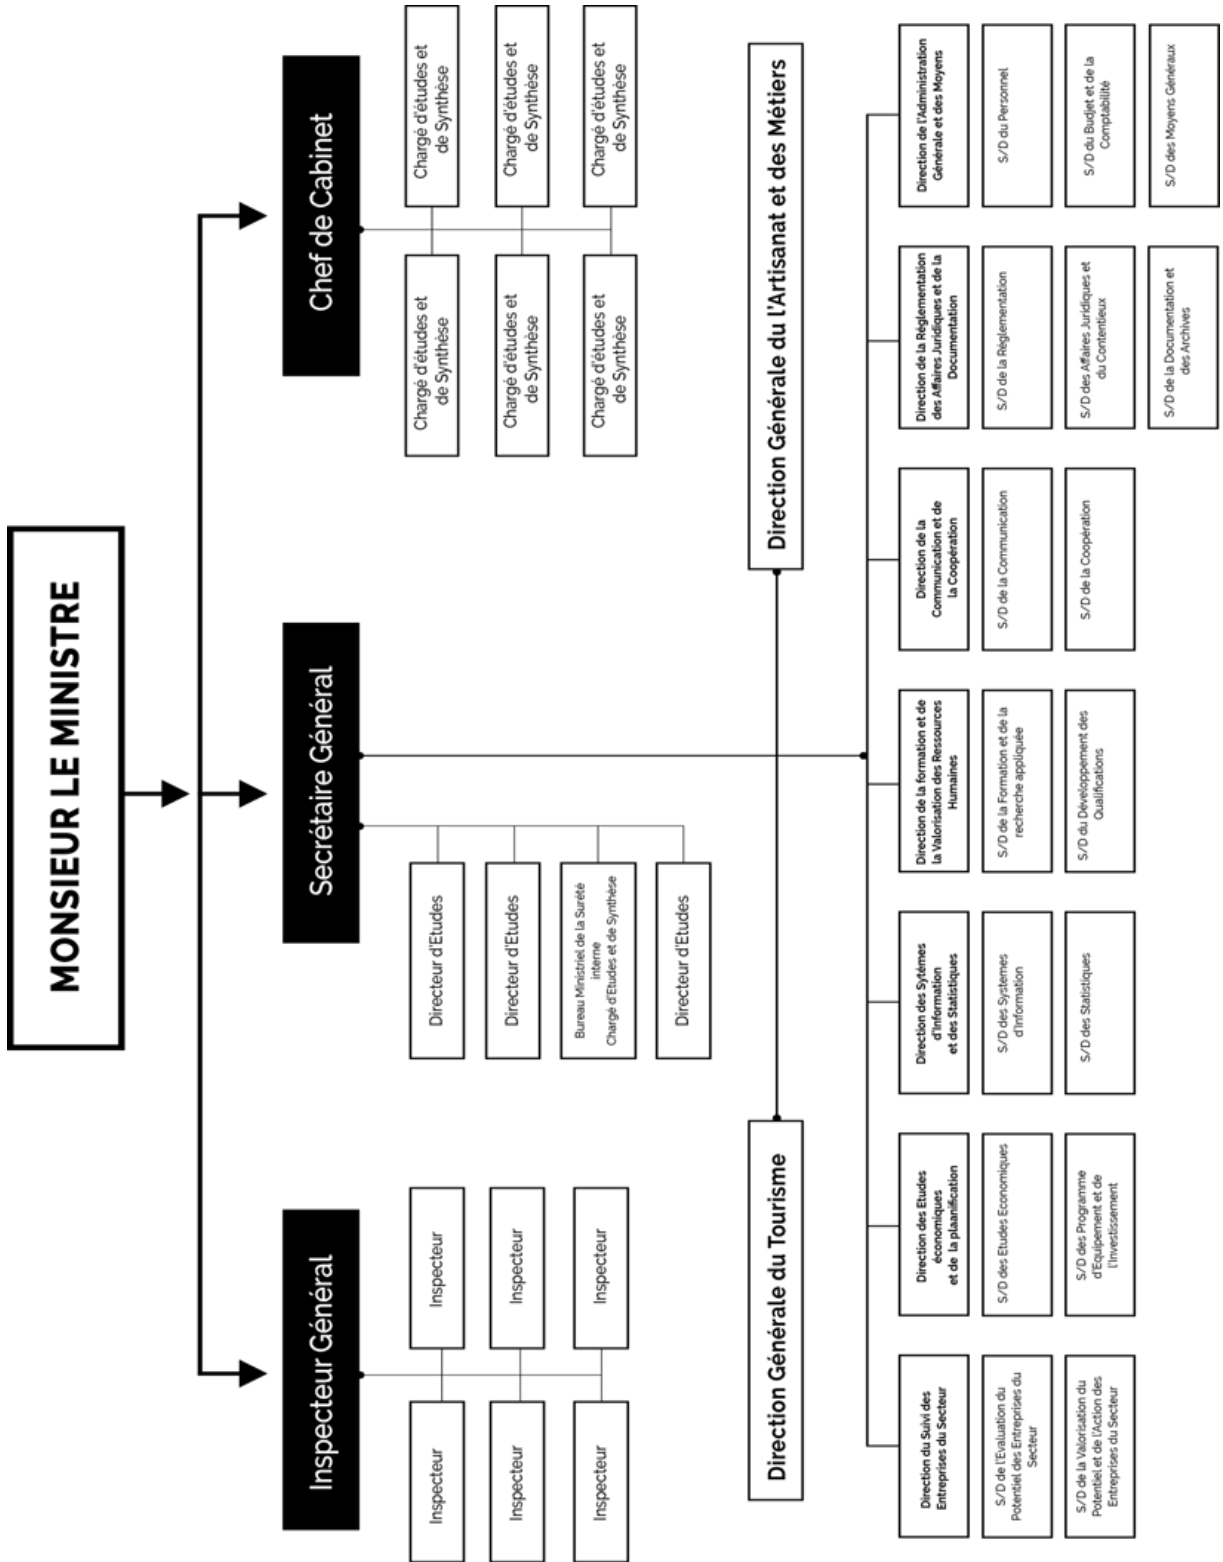 MONSIEUR LE MINISTRE
Inspecteur Général
Secrétaire Général
Chef de Cabinet
Inspecteur
Inspecteur
Inspecteur
Inspecteur
Inspecteur
Inspecteur
Directeur d'Etudes
Directeur d'Etudes
Bureau Ministriel de la Sureté
interne
Chargé d'Etudes et de Synthèse
Directeur d'Etudes
Chargé d'études et
de Synthèse
Chargé d'études et
de Synthèse
Chargé d'études et
de Synthèse
Chargé d'études et
de Synthèse
Chargé d'études et
de Synthèse
Chargé d'études et
de Synthèse
Direction Générale du Tourisme
Direction Générale du l'Artisanat et des Métiers
Direction du Suivi des
Entreprises du Secteur
S/D de l'Evaluation du
Potentiel des Entreprises du
Secteur
S/D de la Valorisation du
Potentiel et de l'Action des
Entreprises du Secteur
Direction des Etudes
économiques
et de la plaanification
S/D des Etudes Economiques
S/D des Programme
d'Equipement et de
l'Investissement
Direction des Sytémes
d'Information
et des Statistiques
S/D des Systemes
d'Information
S/D des Statistiques
Direction de la formation et de
la Valorisation des Ressources
Humaines
S/D de la Formation et de la
recherche appliquée
S/D du Développement des
Qualifications
Direction de la
Communication et de
la Coopération
S/D de la Communication
S/D de la Coopération
Direction de la Réglementation
des Affaires Juridiques et de la
Documentation
S/D de la Réglementation
S/D des Affaires Juridiques et
du Contentieux
S/D de la Documentation et
des Archives
Direction de l'Administration
Générale et des Moyens
S/D du Personnel
S/D du Budjet et de la
Comptabilité
S/D des Moyens Généraux